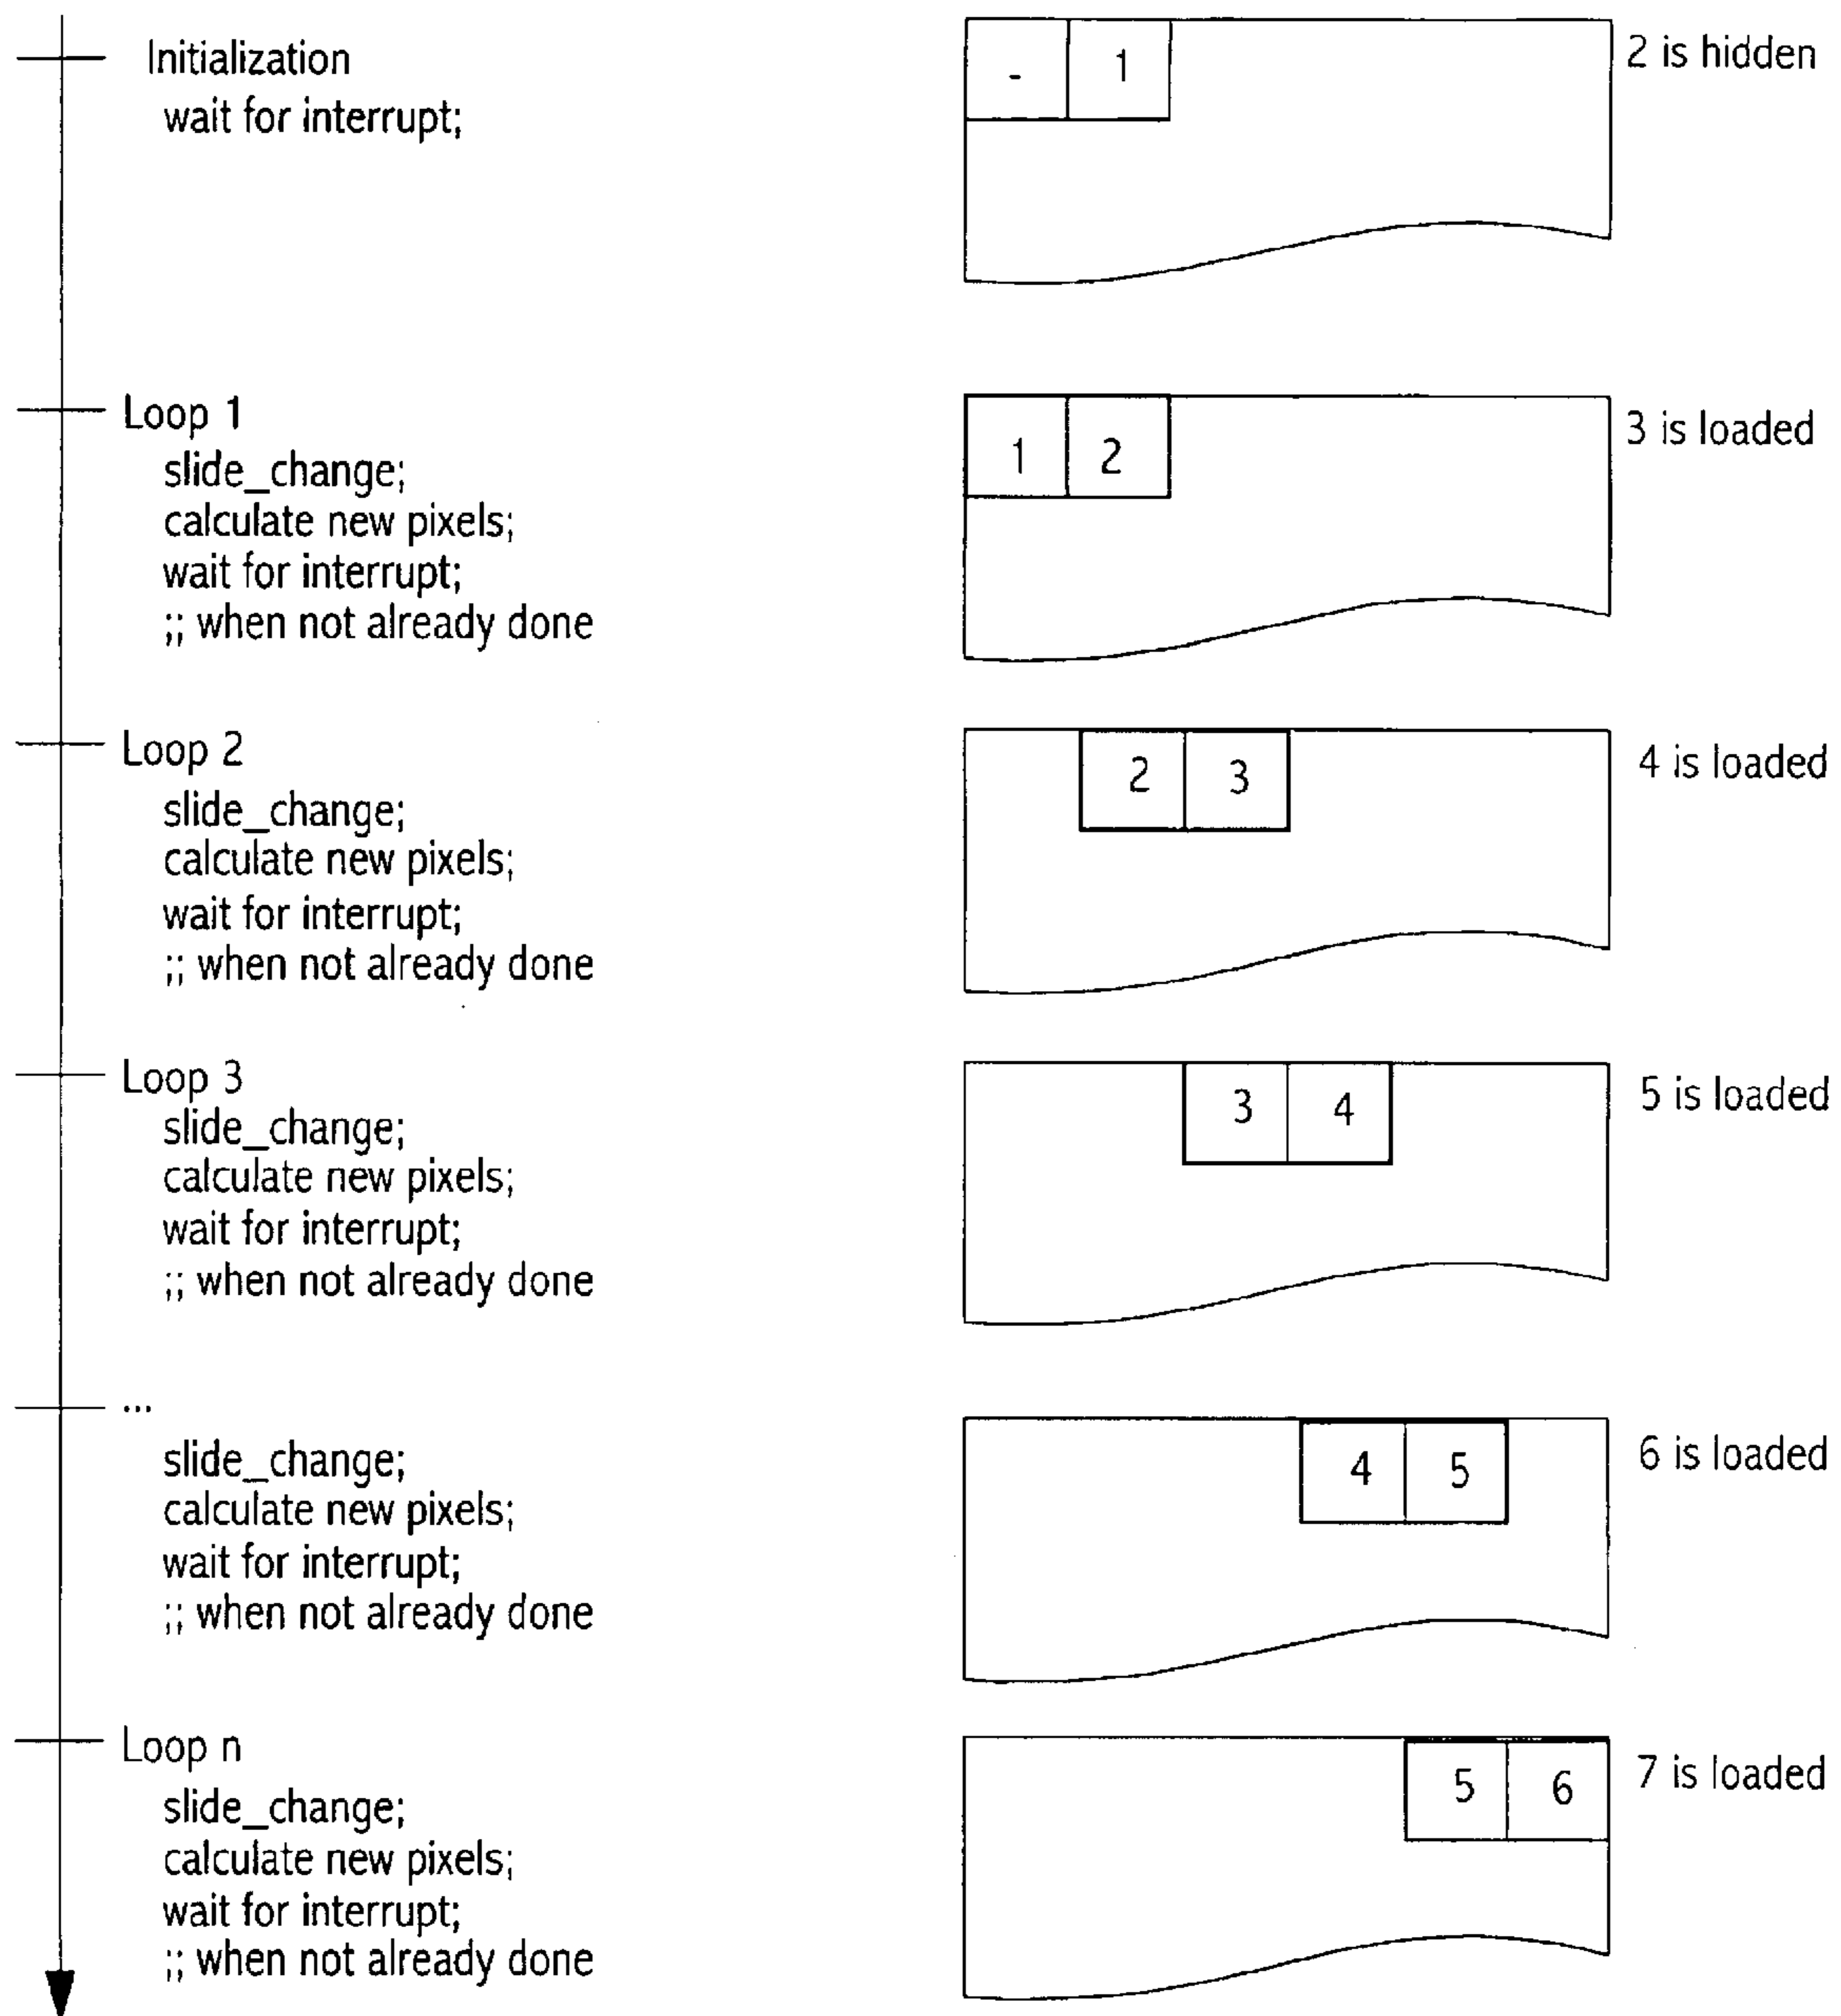 Initialization
wait for interrupt;
- 1
2 is hidden
Loop 1
slide_change;
calculate new pixels;
wait for interrupt;
;; when not already done
1 2
3 is loaded
Loop 2
slide_change;
calculate new pixels;
wait for interrupt;
;; when not already done
2 3
4 is loaded
Loop 3
slide_change;
calculate new pixels;
wait for interrupt;
;; when not already done
3 4
5 is loaded
...
slide_change;
calculate new pixels;
wait for interrupt;
;; when not already done
4 5
6 is loaded
Loop n
slide_change;
calculate new pixels;
wait for interrupt;
;; when not already done
5 6
7 is loaded